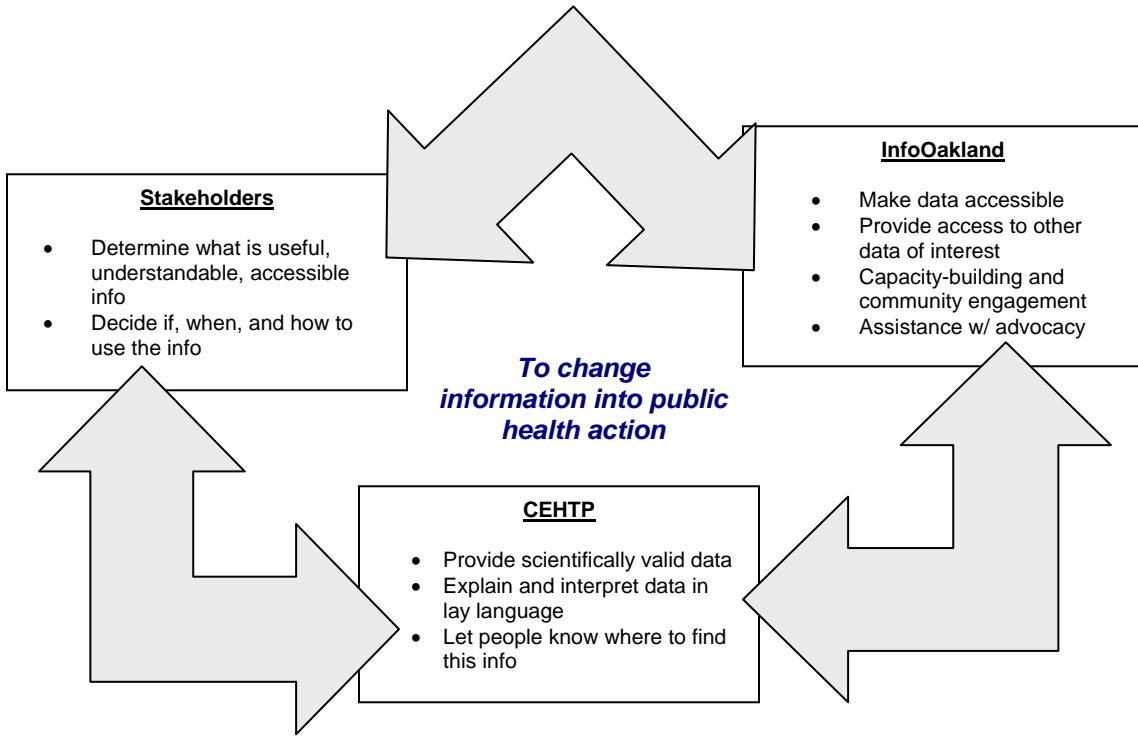 Stakeholders
• Determine what is useful,
understandable, accessible
info
• Decide if, when, and how to
use the info
InfoOakland
• Make data accessible
• Provide access to other
data of interest
• Capacity-building and
community engagement
• Assistance w/ advocacy
To change
information into public
health action
CEHTP
• Provide scientifically valid data
• Explain and interpret data in
lay language
• Let people know where to find
this info